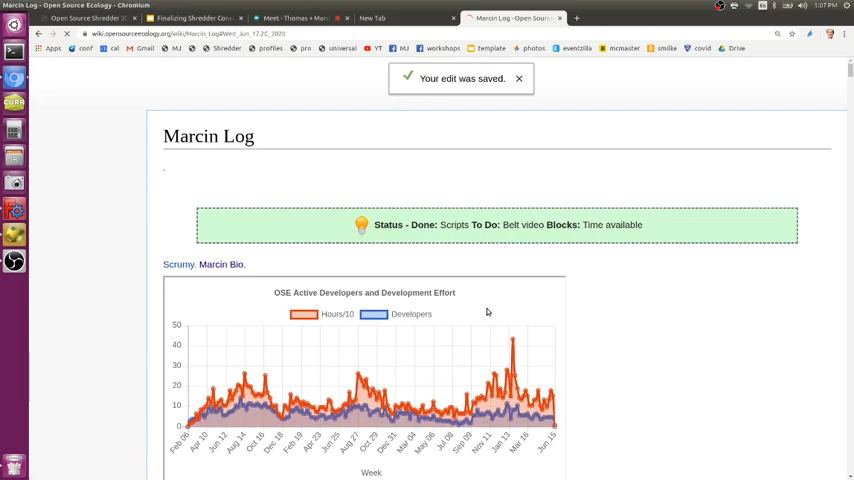 Marcin Log - Open Source Ecology - Chromium
1:07 PM
Open Source Shredder 3D
Finalizing Shredder Con
Meet - Thomas + Marc
New Tab
Marcin Log - Open Source
wiki.opensourceecology.org/wiki/Marcin_Log#Wed_Jun_17.2C_2020
Apps conf cal Gmail MJ Shredder profiles pro universal YT MJ workshops template photos eventzilla mcmaster smilke covid Drive
Your edit was saved.
Marcin Log
.
Status - Done: Scripts To Do: Belt video Blocks: Time available
Scrumy. Marcin Bio.
OSE Active Developers and Development Effort
Hours/10 Developers
50
40
30
20
10
0
Feb 06 Apr 10 Jun 12 Aug 14 Oct 16 Dec 18 Feb 19 Apr 23 Jun 25 Aug 27 Oct 29 Dec 31 Mar 04 May 06 Jul 08 Sep 09 Nov 11 Jan 13 Mar 16 Jun 15
Week